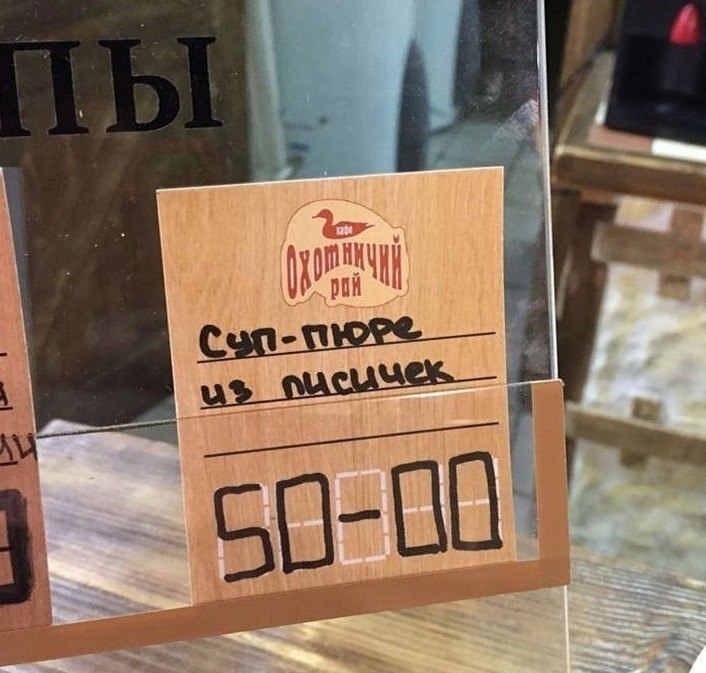 ПЫ
кафе
Охотничий
рай
Суп-пюре
из лисичек
50-00